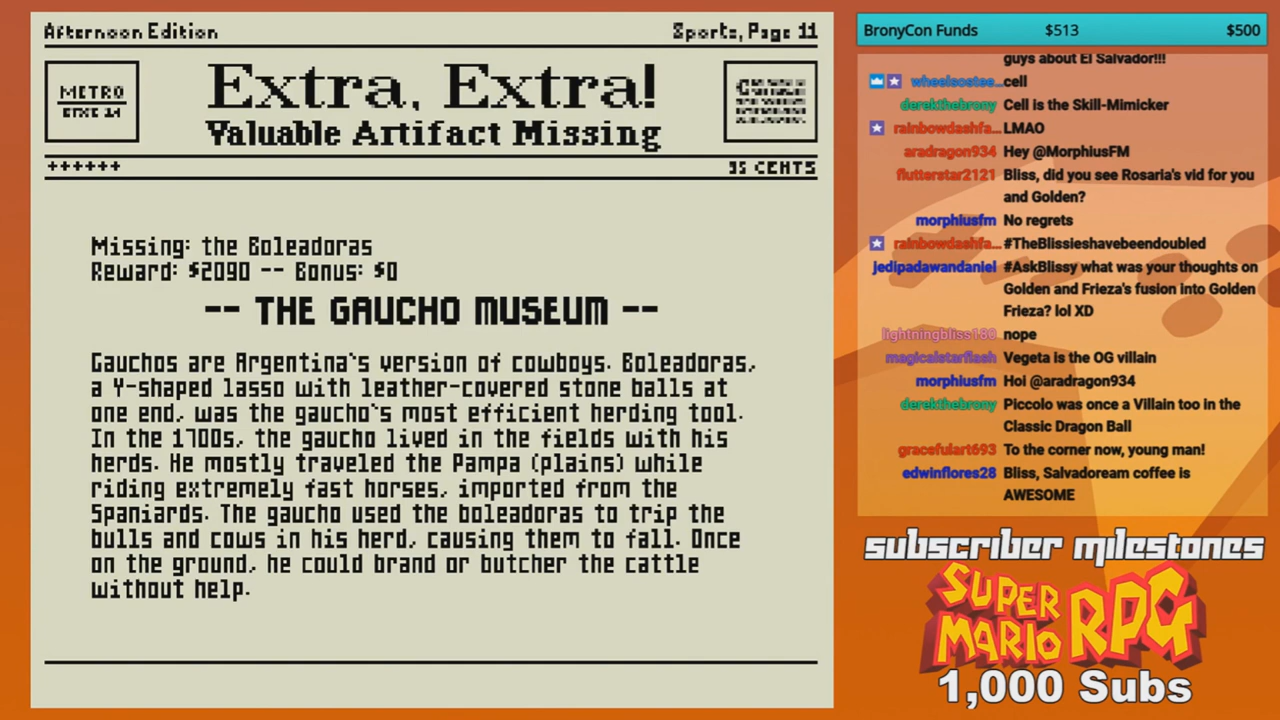 Afternoon Edition
Sports, Page 11
METRO
Extra, Extra!
Valuable Artifact Missing
++++++
35 CENTS
Missing: the Boleadoras
Reward: $2090 -- Bonus: $0
-- THE GAUCHO MUSEUM --
Gauchos are Argentina's version of cowboys. Boleadoras,
a Y-shaped lasso with leather-covered stone balls at
one end, was the gaucho's most efficient herding tool.
In the 1700s, the gaucho lived in the fields with his
herds. He mostly traveled the Pampa (plains) while
riding extremely fast horses, imported from the
Spaniards. The gaucho used the boleadoras to trip the
bulls and cows in his herd, causing them to fall. Once
on the ground, he could brand or butcher the cattle
without help.
BronyCon Funds $513 $500
guys about El Salvador!!!
wheelsostee... cell
derekthebrony Cell is the Skill-Mimicker
rainbowdashfa... LMAO
aradragon934 Hey @MorphiusFM
flutterstar2121 Bliss, did you see Rosaria's vid for you
and Golden?
morphiusfm No regrets
rainbowdashfa... #TheBlissieshavebeendoubled
jedipadawandaniel #AskBlissy what was your thoughts on
Golden and Frieza's fusion into Golden
Frieza? lol XD
lightningbliss180 nope
magicalstarflash Vegeta is the OG villain
morphiusfm Hoi @aradragon934
derekthebrony Piccolo was once a Villain too in the
Classic Dragon Ball
gracefulart693 To the corner now, young man!
edwinflores28 Bliss, Salvadoream coffee is
AWESOME
subscriber milestones
SUPER
MARIO RPG
1,000 Subs